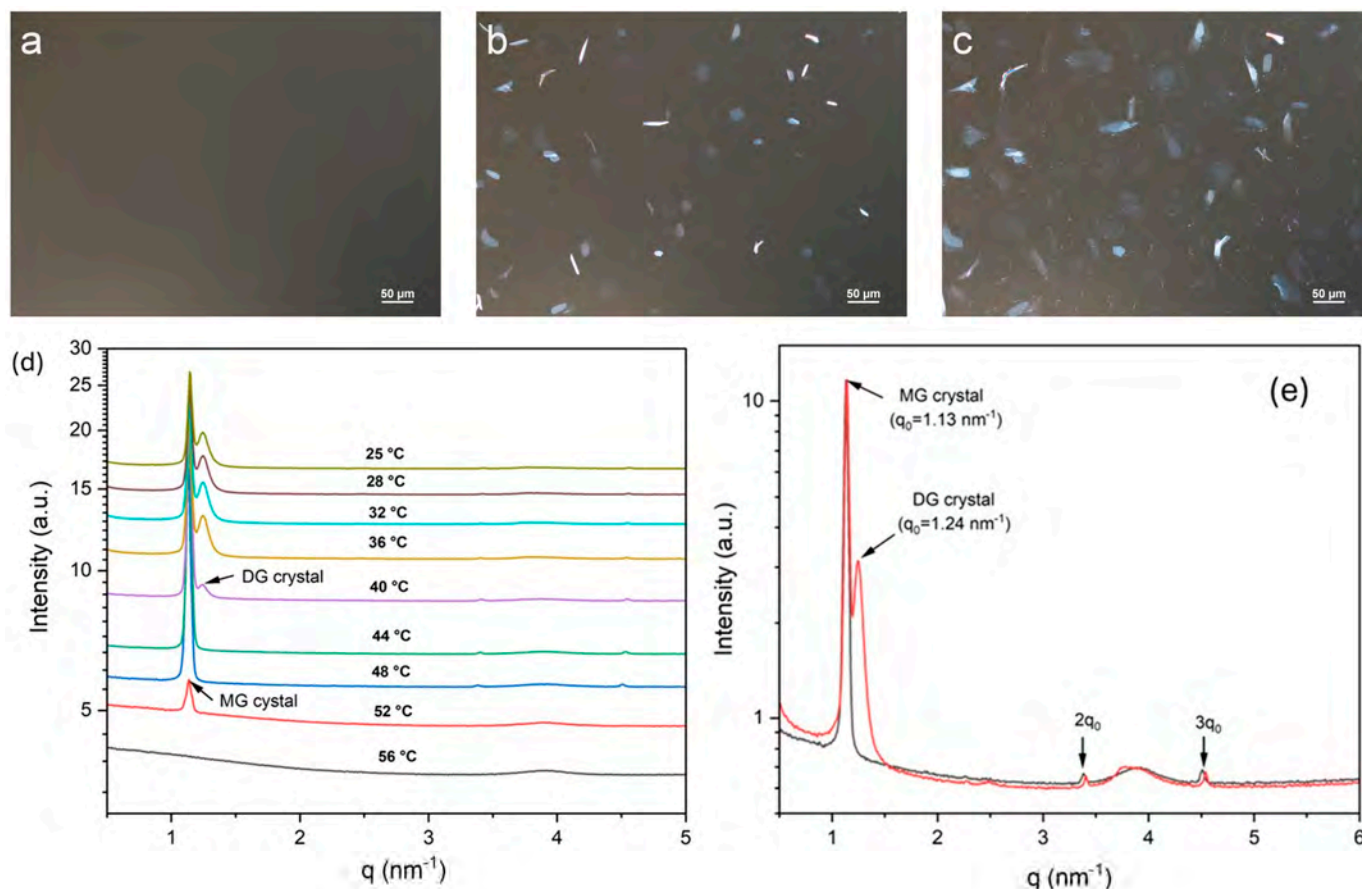 a
b
c
50 µm
50 µm
50 µm
(d)
30
25
20
15
10
5
Intensity (a.u.)
25 °C
28 °C
32 °C
36 °C
DG crystal
40 °C
44 °C
48 °C
MG cystal
52 °C
56 °C
1
2
3
4
5
q (nm⁻¹)
(e)
10
1
Intensity (a.u.)
MG crystal
(q₀=1.13 nm⁻¹)
DG crystal
(q₀=1.24 nm⁻¹)
2q₀
3q₀
1
2
3
4
5
6
q (nm⁻¹)